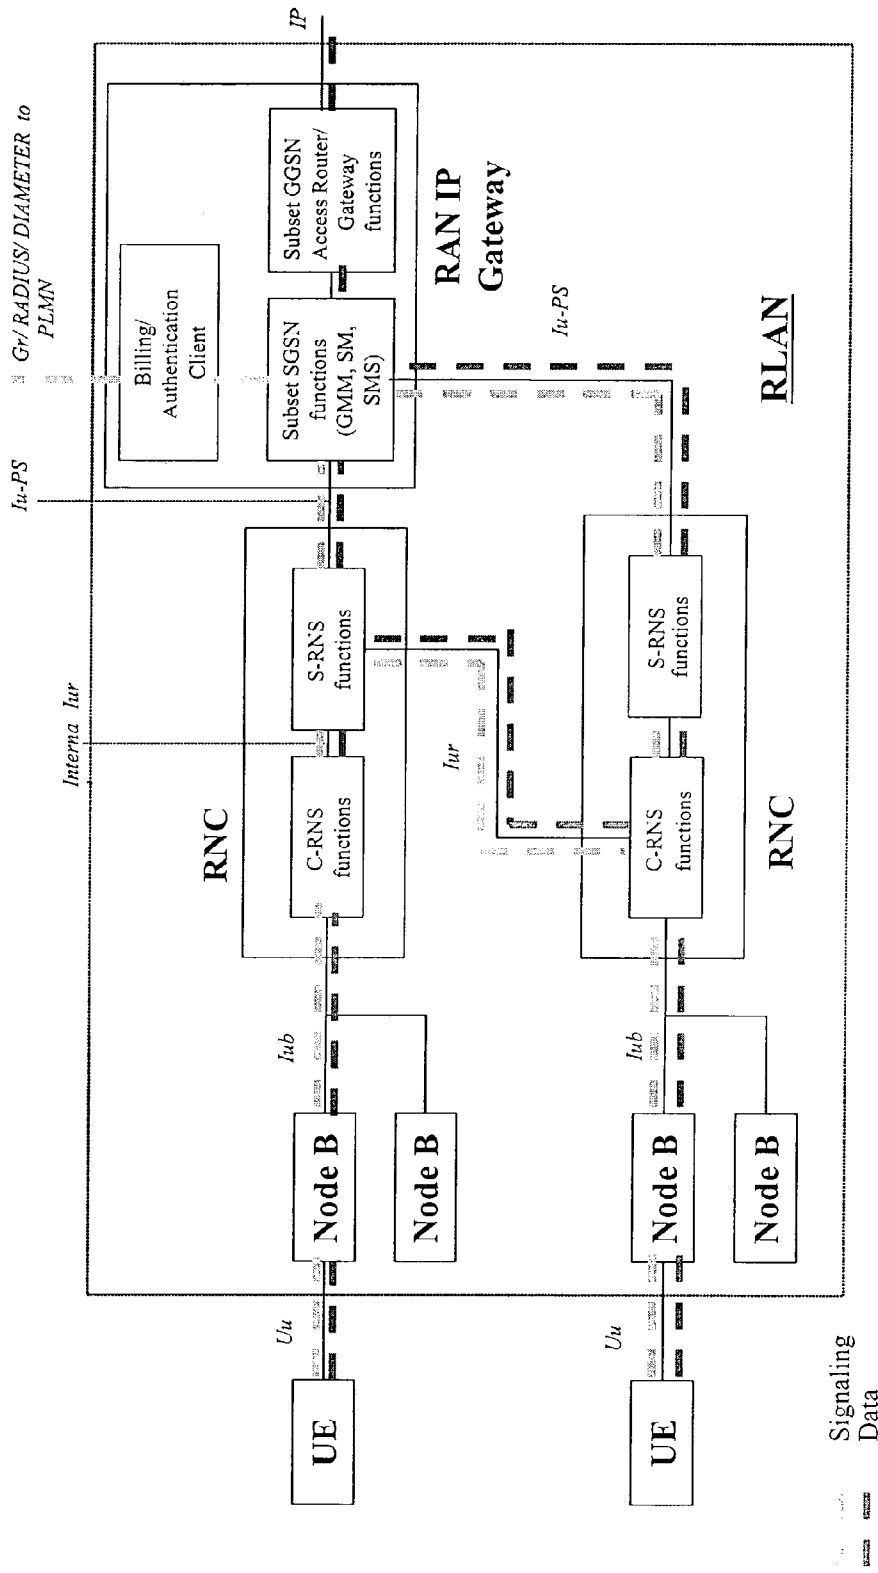 Gr/ RADIUS/ DIAMETER to
PLMN
IP
Iu-PS
Interna Iur
Billing/
Authentication
Client
Subset SGSN
functions
(GMM, SM,
SMS)
Subset GGSN
Access Router/
Gateway
functions
RAN IP
Gateway
RNC
C-RNS
functions
S-RNS
functions
Uu
Iub
UE
Node B
Node B
Iur
Iu-PS
RLAN
Uu
Iub
UE
Node B
Node B
C-RNS
functions
S-RNS
functions
RNC
Signaling
Data